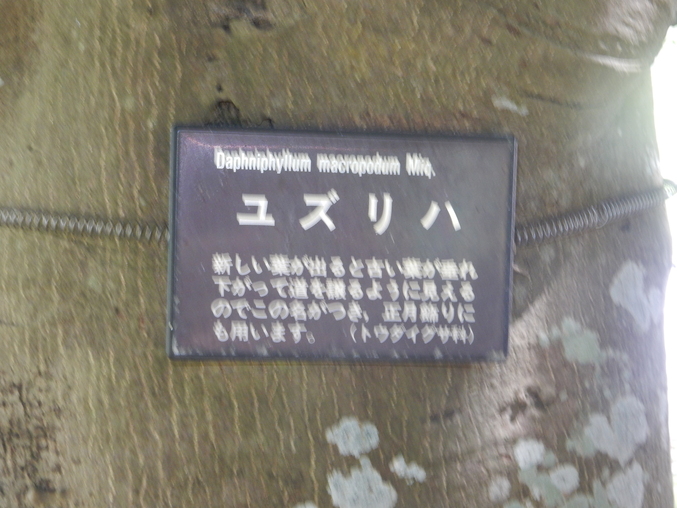 Daphniphyllum macropodum Miq.
ユズリハ
新しい葉が出ると古い葉が垂れ
下がって道を譲るように見える
のでこの名がつき、正月飾りに
も用います。 (トウダイグサ科)